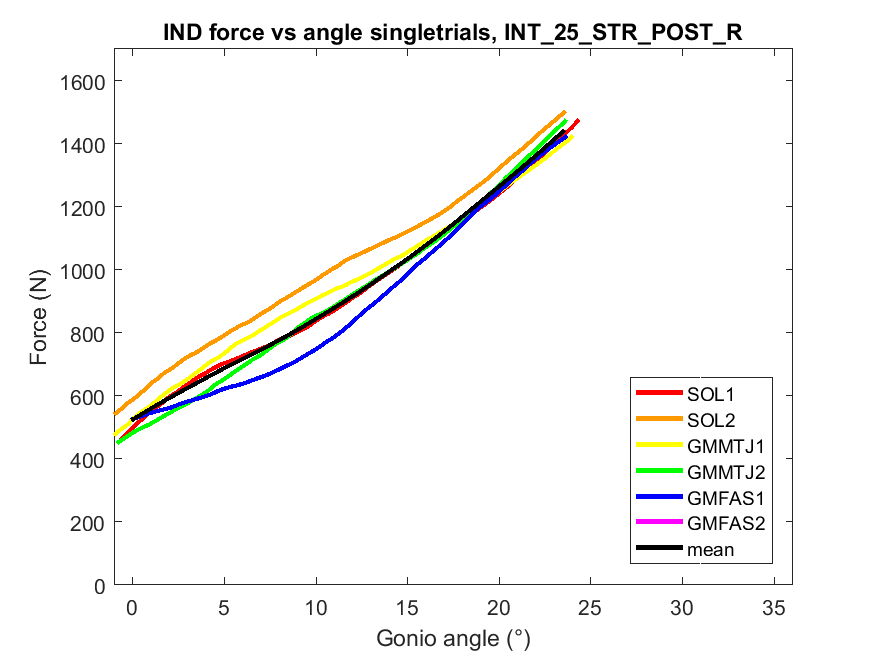 IND force vs angle singletrials, INT_25_STR_POST_R
1600
1400
1200
1000
800
600
400
200
0
Force (N)
0 5 10 15 20 25 30 35
Gonio angle (°)
SOL1
SOL2
GMMTJ1
GMMTJ2
GMFAS1
GMFAS2
mean